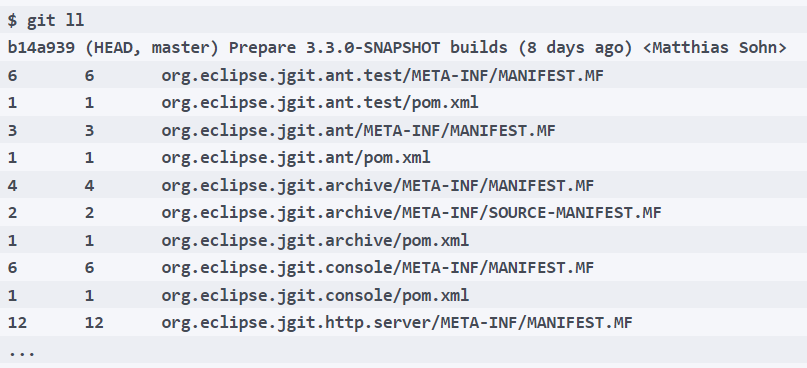 $ git ll
b14a939 (HEAD, master) Prepare 3.3.0-SNAPSHOT builds (8 days ago) <Matthias Sohn>
6       6       org.eclipse.jgit.ant.test/META-INF/MANIFEST.MF
1       1       org.eclipse.jgit.ant.test/pom.xml
3       3       org.eclipse.jgit.ant/META-INF/MANIFEST.MF
1       1       org.eclipse.jgit.ant/pom.xml
4       4       org.eclipse.jgit.archive/META-INF/MANIFEST.MF
2       2       org.eclipse.jgit.archive/META-INF/SOURCE-MANIFEST.MF
1       1       org.eclipse.jgit.archive/pom.xml
6       6       org.eclipse.jgit.console/META-INF/MANIFEST.MF
1       1       org.eclipse.jgit.console/pom.xml
12      12      org.eclipse.jgit.http.server/META-INF/MANIFEST.MF
...